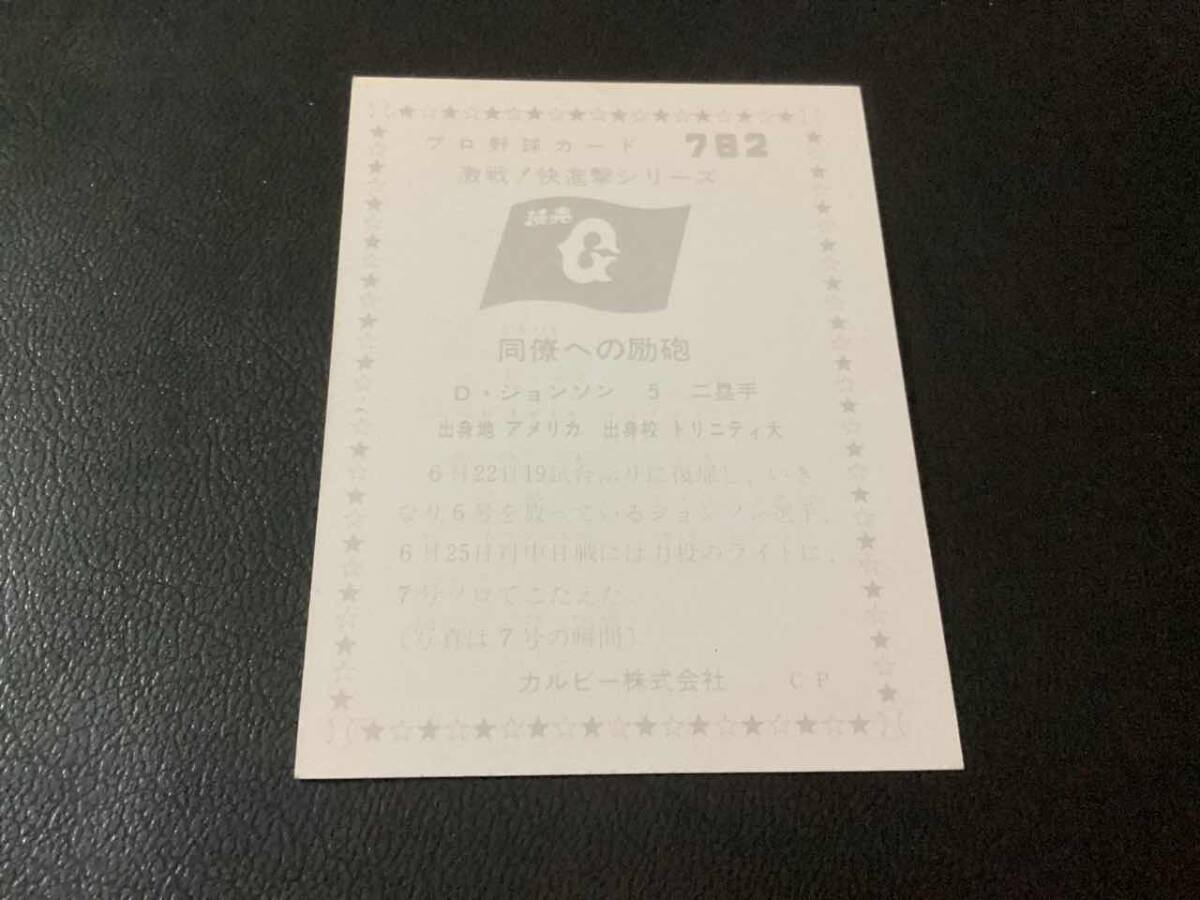 プロ野球カード 782
激戦！快進撃シリーズ
読売
G
同僚への励砲
D・ジョンソン 5 二塁手
出身地 アメリカ 出身校 トリニティ大
6月22日19試合ぶりに復帰し、いき
なり6号を放っているジョンソン選手、
6月25日対中日戦には力投のライトに、
7号ソロでこたえた。
（写真は7号の瞬間）
カルビー株式会社 CP